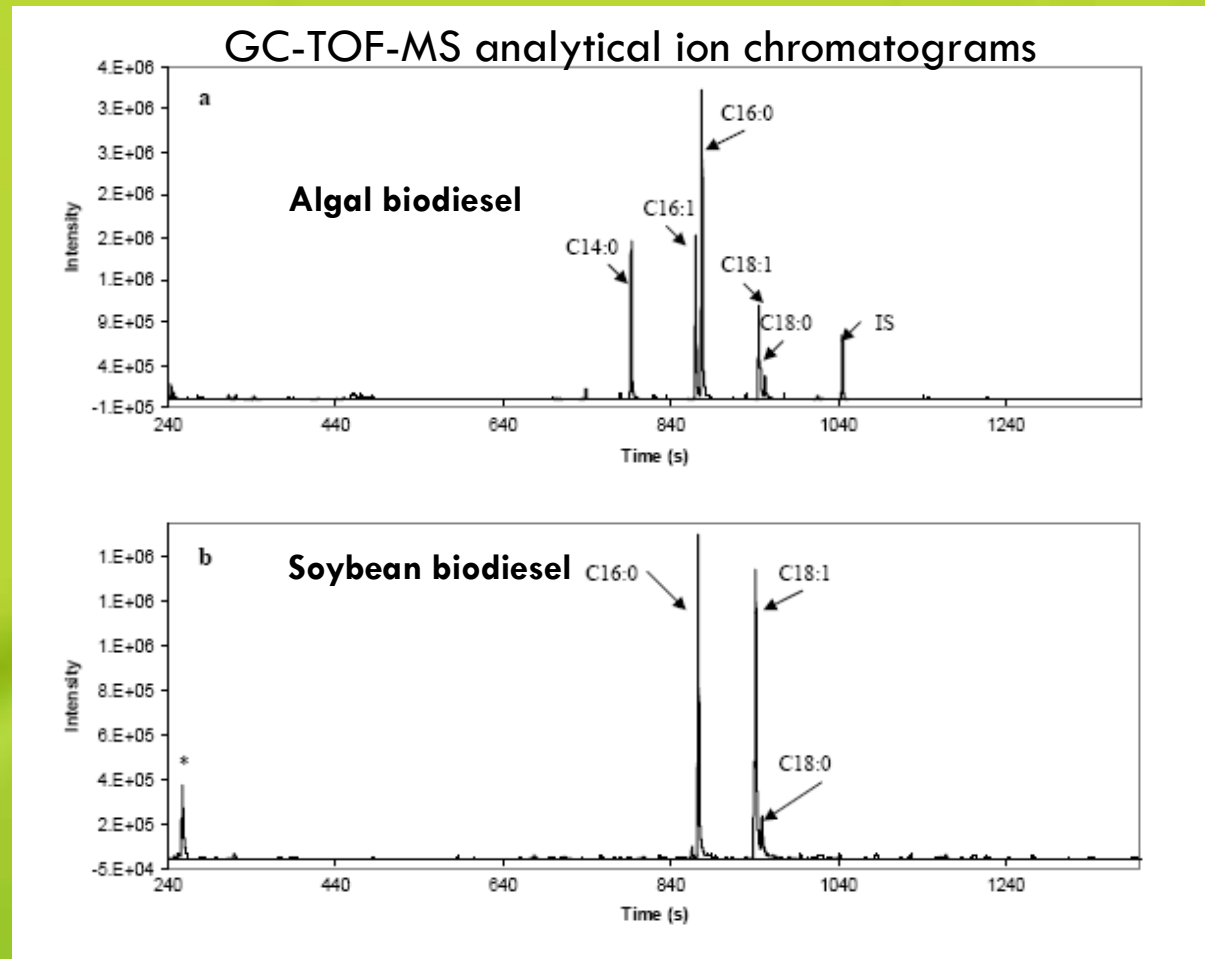 GC-TOF-MS analytical ion chromatograms
4.E+06
3.E+06
3.E+06
2.E+06
2.E+06
1.E+06
9.E+05
4.E+05
-1.E+05
Intensity
a
Algal biodiesel
C14:0
C16:1
C16:0
C18:1
C18:0
IS
240 440 640 840 1040 1240
Time (s)
1.E+06
1.E+06
1.E+06
8.E+05
6.E+05
4.E+05
2.E+05
-5.E+04
Intensity
b
Soybean biodiesel
*
C16:0
C18:1
C18:0
240 440 640 840 1040 1240
Time (s)